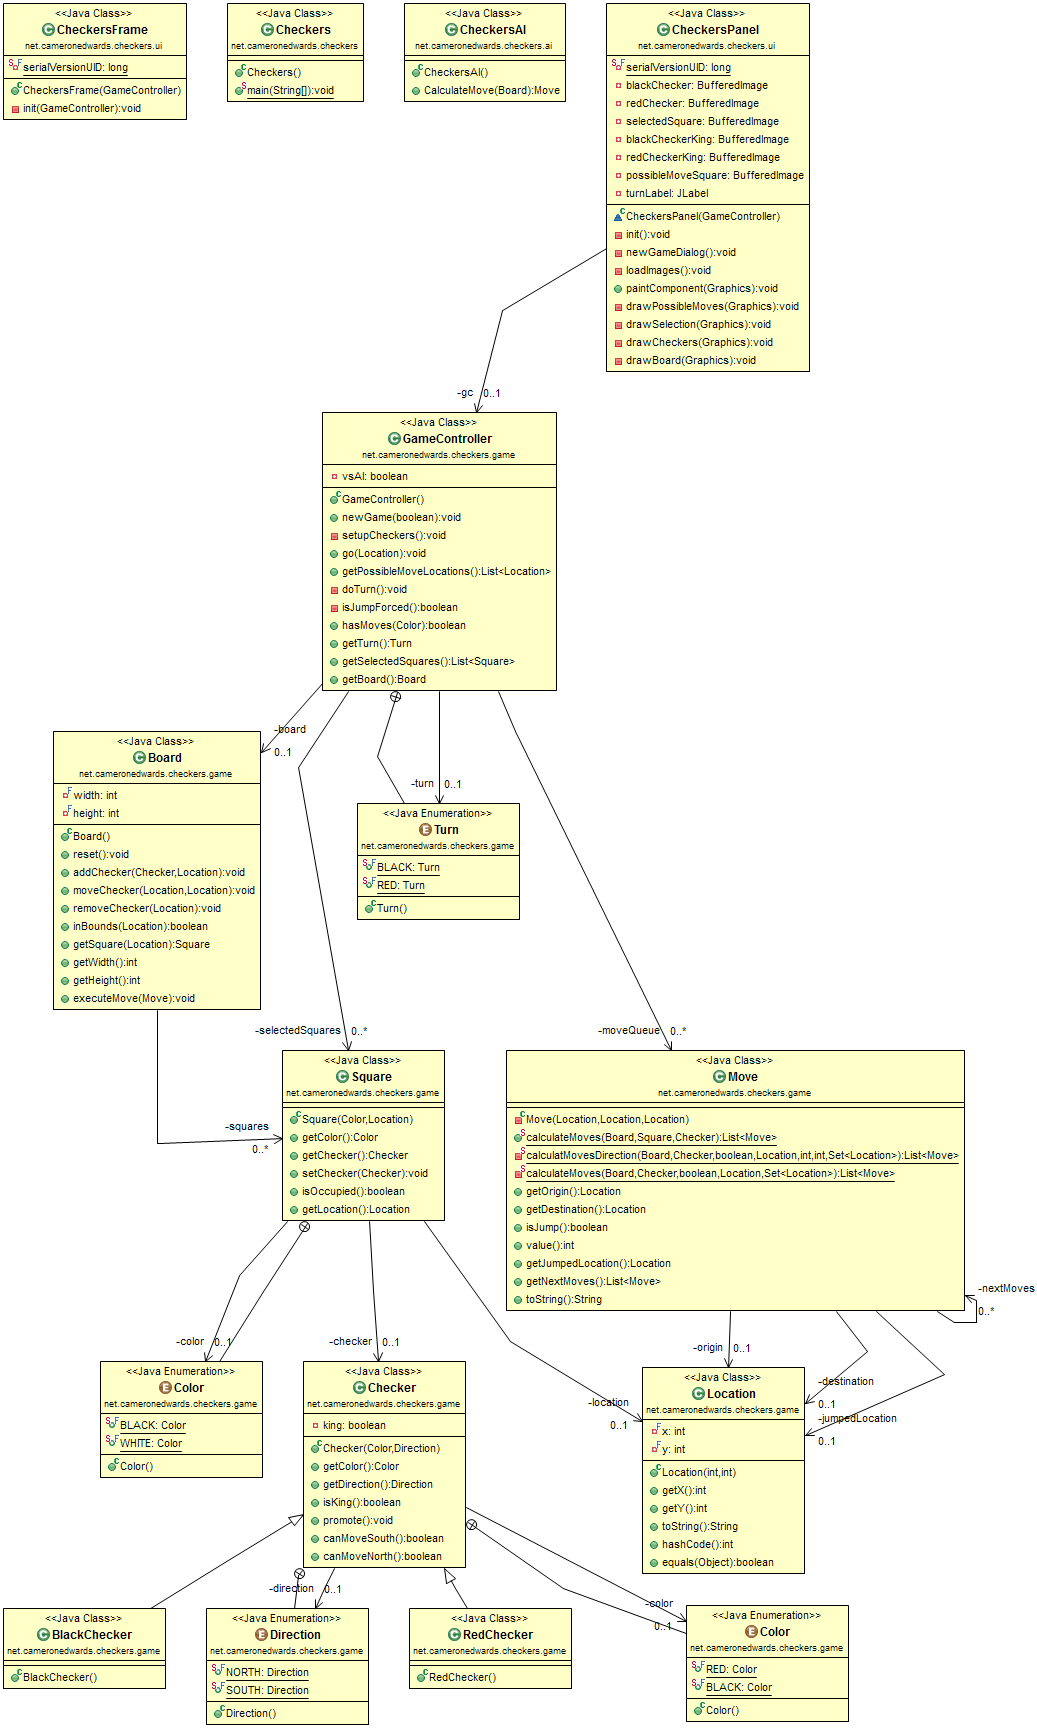 <<Java Class>>
CheckersFrame
net.cameronedwards.checkers.ui
serialVersionUID: long
CheckersFrame(GameController)
init(GameController):void
<<Java Class>>
Checkers
net.cameronedwards.checkers
Checkers()
main(String[]):void
<<Java Class>>
CheckersAI
net.cameronedwards.checkers.ai
CheckersAI()
CalculateMove(Board):Move
<<Java Class>>
CheckersPanel
net.cameronedwards.checkers.ui
serialVersionUID: long
blackChecker: BufferedImage
redChecker: BufferedImage
selectedSquare: BufferedImage
blackCheckerKing: BufferedImage
redCheckerKing: BufferedImage
possibleMoveSquare: BufferedImage
turnLabel: JLabel
CheckersPanel(GameController)
init():void
newGameDialog():void
loadImages():void
paintComponent(Graphics):void
drawPossibleMoves(Graphics):void
drawSelection(Graphics):void
drawCheckers(Graphics):void
drawBoard(Graphics):void
-gc 0..1
<<Java Class>>
GameController
net.cameronedwards.checkers.game
vsAI: boolean
GameController()
newGame(boolean):void
setupCheckers():void
go(Location):void
getPossibleMoveLocations():List<Location>
doTurn():void
isJumpForced():boolean
hasMoves(Color):boolean
getTurn():Turn
getSelectedSquares():List<Square>
getBoard():Board
-board
0..1
<<Java Class>>
Board
net.cameronedwards.checkers.game
width: int
height: int
Board()
reset():void
addChecker(Checker,Location):void
moveChecker(Location,Location):void
removeChecker(Location):void
inBounds(Location):boolean
getSquare(Location):Square
getWidth():int
getHeight():int
executeMove(Move):void
-turn 0..1
<<Java Enumeration>>
Turn
net.cameronedwards.checkers.game
BLACK: Turn
RED: Turn
Turn()
-selectedSquares 0..*
-moveQueue 0..*
-squares
0..*
<<Java Class>>
Square
net.cameronedwards.checkers.game
Square(Color,Location)
getColor():Color
getChecker():Checker
setChecker(Checker):void
isOccupied():boolean
getLocation():Location
<<Java Class>>
Move
net.cameronedwards.checkers.game
Move(Location,Location,Location)
calculateMoves(Board,Square,Checker):List<Move>
calculatMovesDirection(Board,Checker,boolean,Location,int,int,Set<Location>):List<Move>
calculateMoves(Board,Checker,boolean,Location,Set<Location>):List<Move>
getOrigin():Location
getDestination():Location
isJump():boolean
value():int
getJumpedLocation():Location
getNextMoves():List<Move>
toString():String
-nextMoves
0..*
-color 0..1
-checker 0..1
-origin 0..1
-destination
0..1
-jumpedLocation
0..1
-location
0..1
<<Java Enumeration>>
Color
net.cameronedwards.checkers.game
BLACK: Color
WHITE: Color
Color()
<<Java Class>>
Checker
net.cameronedwards.checkers.game
king: boolean
Checker(Color,Direction)
getColor():Color
getDirection():Direction
isKing():boolean
promote():void
canMoveSouth():boolean
canMoveNorth():boolean
<<Java Class>>
Location
net.cameronedwards.checkers.game
x: int
y: int
Location(int,int)
getX():int
getY():int
toString():String
hashCode():int
equals(Object):boolean
-direction 0..1
-color
0..1
<<Java Class>>
BlackChecker
net.cameronedwards.checkers.game
BlackChecker()
<<Java Enumeration>>
Direction
net.cameronedwards.checkers.game
NORTH: Direction
SOUTH: Direction
Direction()
<<Java Class>>
RedChecker
net.cameronedwards.checkers.game
RedChecker()
<<Java Enumeration>>
Color
net.cameronedwards.checkers.game
RED: Color
BLACK: Color
Color()